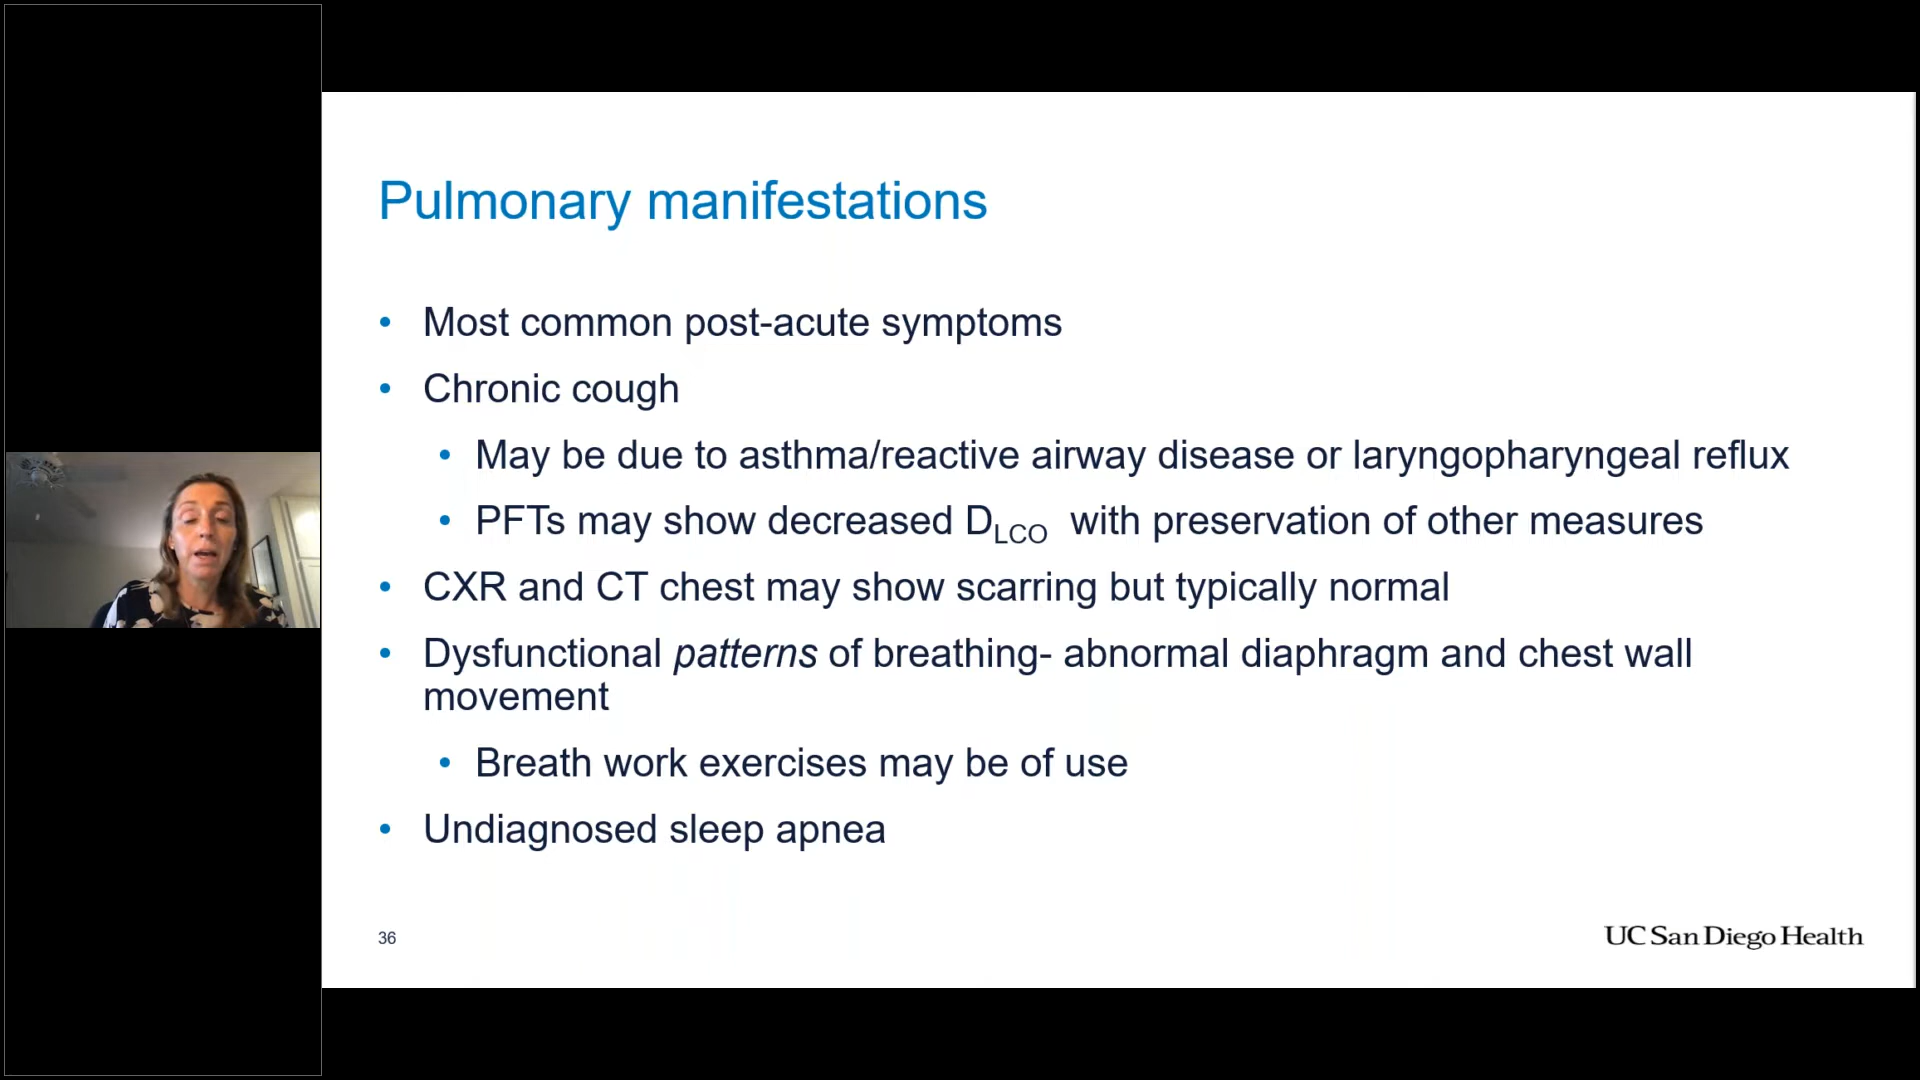 Pulmonary manifestations
• Most common post-acute symptoms
• Chronic cough
• May be due to asthma/reactive airway disease or laryngopharyngeal reflux
• PFTs may show decreased DLCO with preservation of other measures
• CXR and CT chest may show scarring but typically normal
• Dysfunctional patterns of breathing- abnormal diaphragm and chest wall
movement
• Breath work exercises may be of use
• Undiagnosed sleep apnea
36
UC San Diego Health